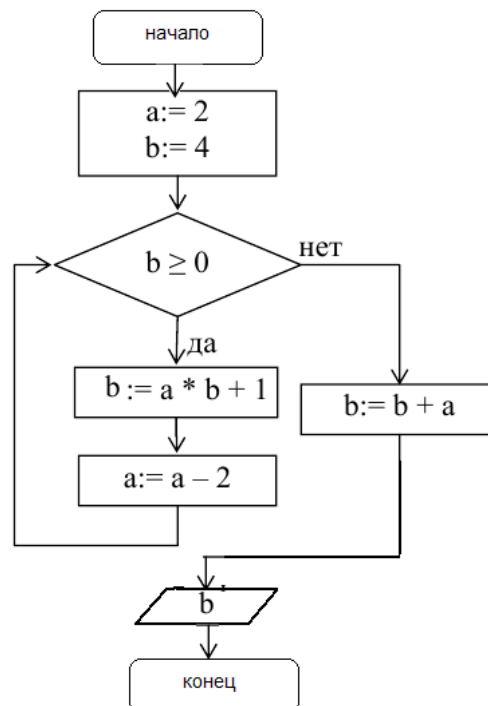 начало
a:= 2
b:= 4
b ≥ 0
нет
да
b := a * b + 1
b:= b + a
a:= a – 2
b
конец